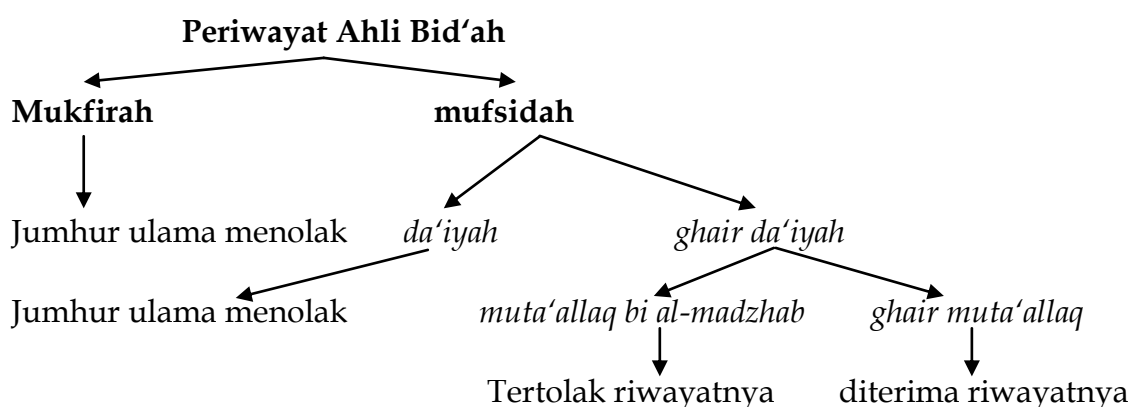 Periwayat Ahli Bid‘ah
Mukfirah mufsidah
Jumhur ulama menolak da‘iyah ghair da‘iyah
Jumhur ulama menolak muta‘allaq bi al-madzhab ghair muta‘allaq
Tertolak riwayatnya diterima riwayatnya